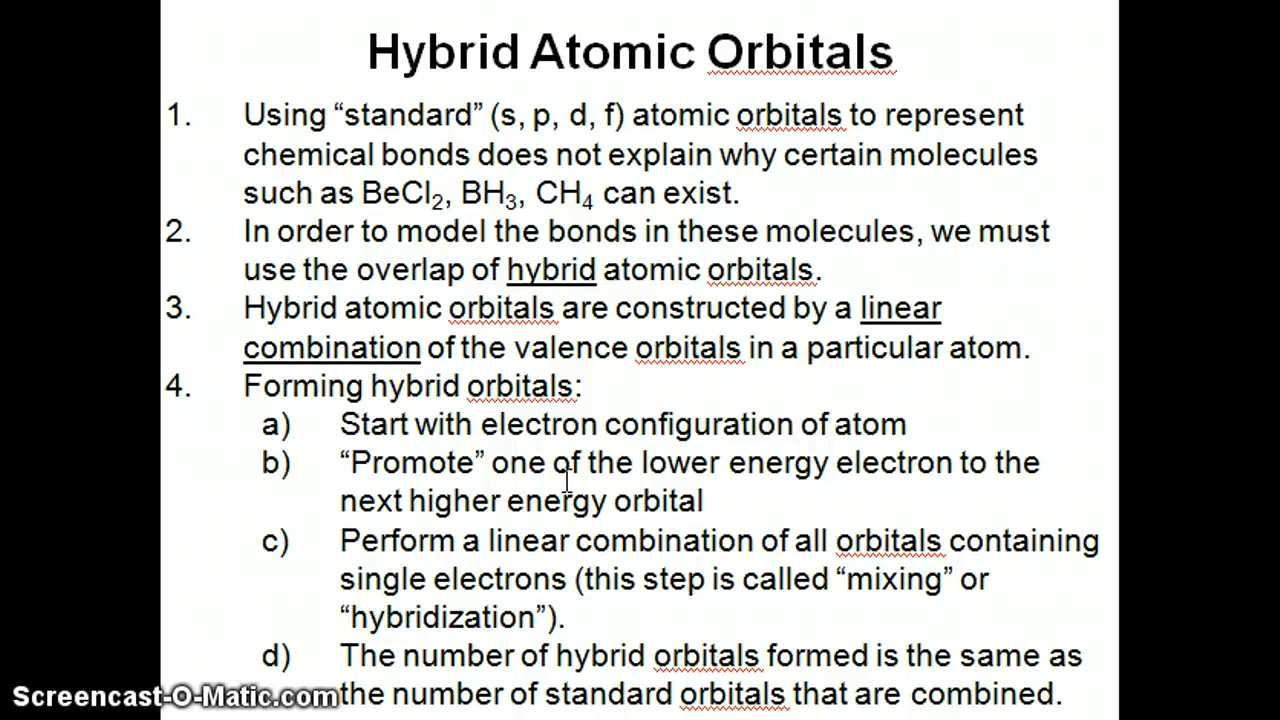 Hybrid Atomic Orbitals
1. Using “standard” (s, p, d, f) atomic orbitals to represent
chemical bonds does not explain why certain molecules
such as BeCl₂, BH₃, CH₄ can exist.
2. In order to model the bonds in these molecules, we must
use the overlap of hybrid atomic orbitals.
3. Hybrid atomic orbitals are constructed by a linear
combination of the valence orbitals in a particular atom.
4. Forming hybrid orbitals:
a) Start with electron configuration of atom
b) “Promote” one of the lower energy electron to the
next higher energy orbital
c) Perform a linear combination of all orbitals containing
single electrons (this step is called “mixing” or
“hybridization”).
d) The number of hybrid orbitals formed is the same as
the number of standard orbitals that are combined.
Screencast-O-Matic.com